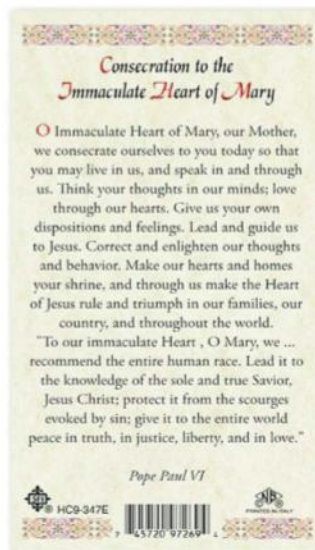 Consecration to the
Immaculate Heart of Mary
O Immaculate Heart of Mary, our Mother,
we consecrate ourselves to you today so that
you may live in us, and speak in and through
us. Think your thoughts in our minds; love
through our hearts. Give us your own
dispositions and feelings. Lead and guide us
to Jesus. Correct and enlighten our thoughts
and behavior. Make our hearts and homes
your shrine, and through us make the Heart
of Jesus rule and triumph in our families, our
country, and throughout the world.
"To our immaculate Heart , O Mary, we ...
recommend the entire human race. Lead it to
the knowledge of the sole and true Savior,
Jesus Christ; protect it from the scourges
evoked by sin; give it to the entire world
peace in truth, in justice, liberty, and in love."
Pope Paul VI
® HC9-347E
PRINTED IN ITALY
7 45720 97269 4